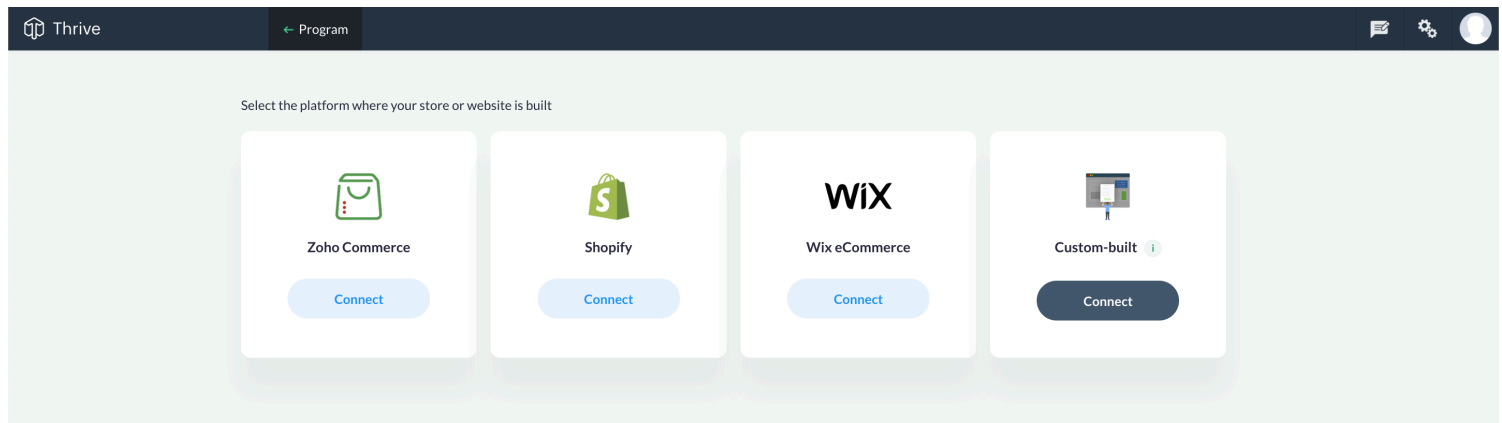 Thrive
← Program
Select the platform where your store or website is built
WiX
Zoho Commerce
Shopify
Wix eCommerce
Custom-built i
Connect
Connect
Connect
Connect